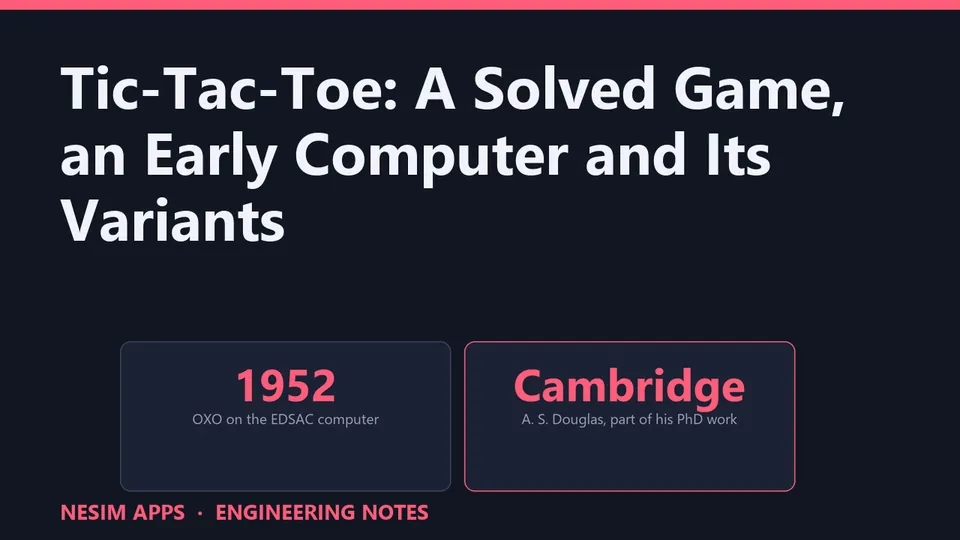 Tic-Tac-Toe: A Solved Game,
an Early Computer and Its
Variants
1952
OXO on the EDSAC computer
Cambridge
A. S. Douglas, part of his PhD work
NESIM APPS · ENGINEERING NOTES